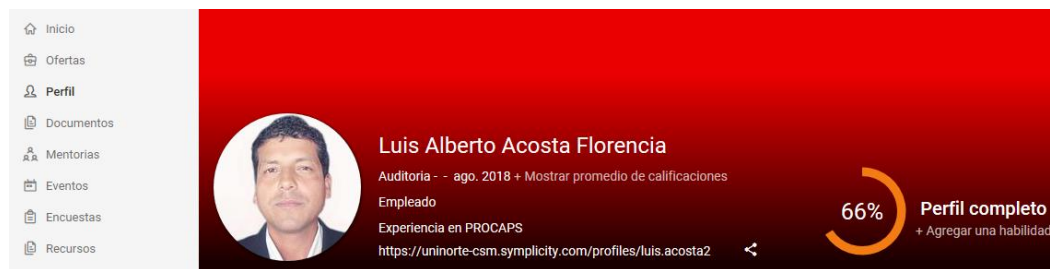 Inicio
Ofertas
Perfil
Documentos
Mentorias
Eventos
Encuestas
Recursos
Luis Alberto Acosta Florencia
Auditoria - - ago. 2018 + Mostrar promedio de calificaciones
Empleado
Experiencia en PROCAPS
https://uninorte-csm.symplicity.com/profiles/luis.acosta2
66%
Perfil completo
+ Agregar una habilidad